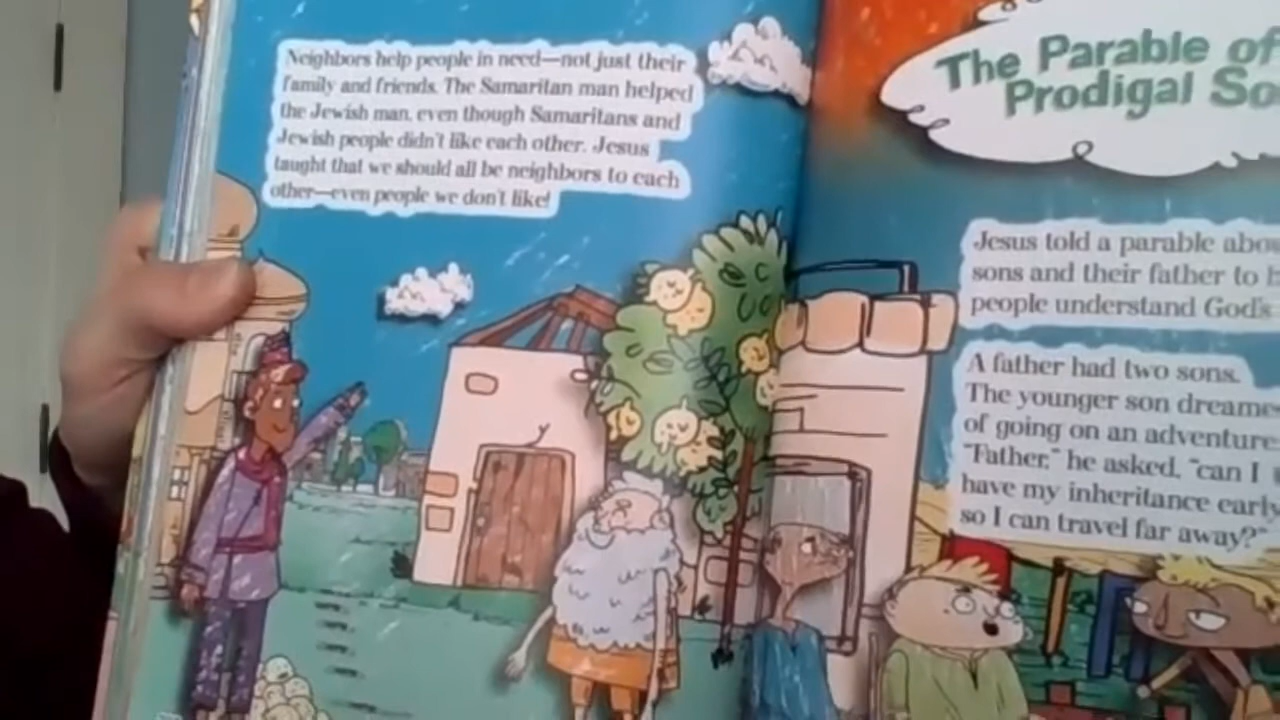 Neighbors help people in need—not just their
family and friends. The Samaritan man helped
the Jewish man, even though Samaritans and
Jewish people didn't like each other. Jesus
taught that we should all be neighbors to each
other—even people we don't like!
The Parable of
Prodigal So
Jesus told a parable abou
sons and their father to h
people understand God's
A father had two sons.
The younger son dreame
of going on an adventure
"Father," he asked, "can I
have my inheritance early
so I can travel far away?"